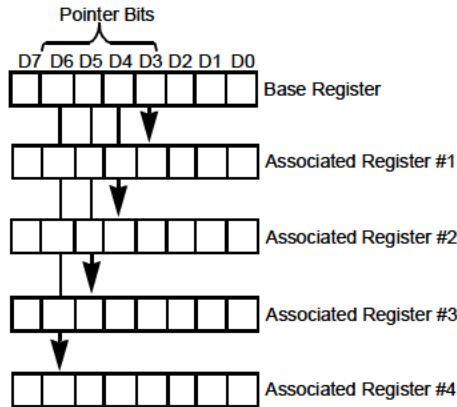 Pointer Bits
D7 D6 D5 D4 D3 D2 D1 D0
Base Register
Associated Register #1
Associated Register #2
Associated Register #3
Associated Register #4